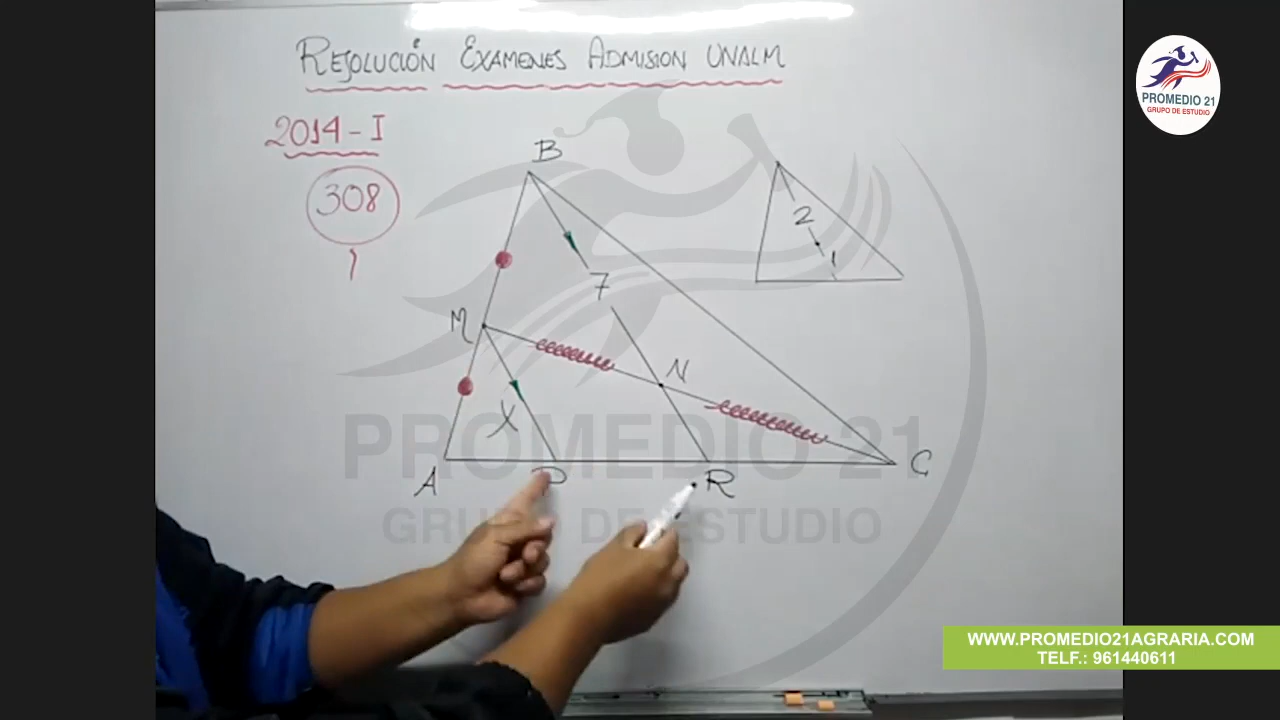 RESOLUCIÓN EXAMENES ADMISION UNALM
2014 - I
308
B
2
1
7
M
N
X
A
P
R
C
PROMEDIO 21
GRUPO DE ESTUDIO
PROMEDIO 21
GRUPO DE ESTUDIO
WWW.PROMEDIO21AGRARIA.COM
TELF.: 961440611